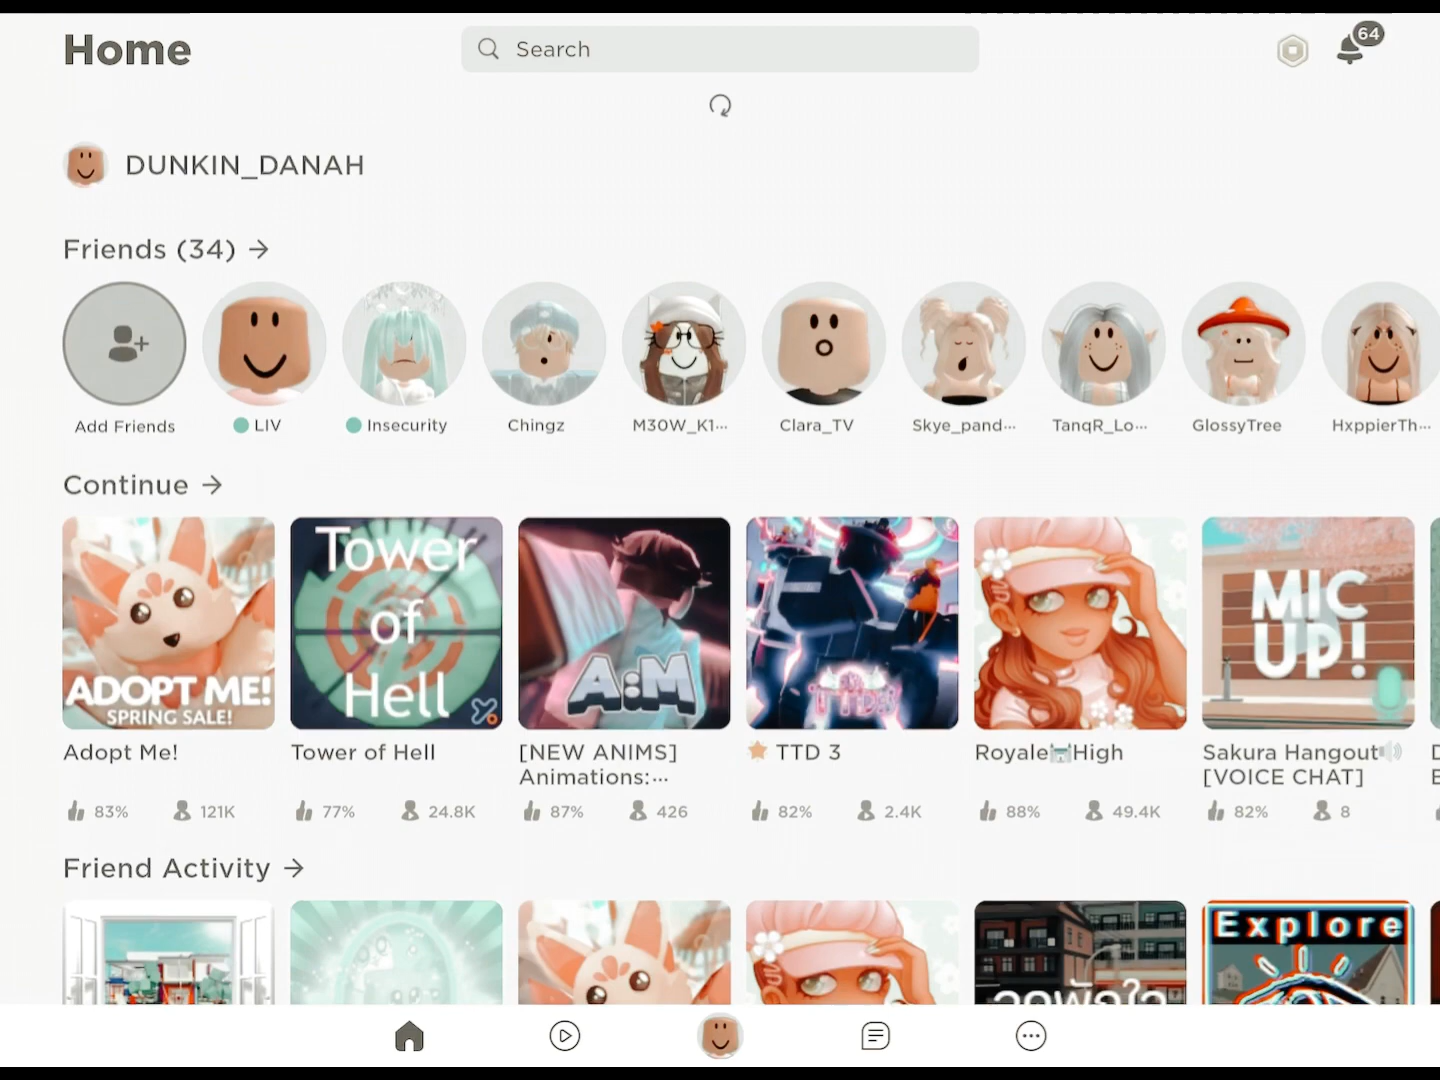 Home
Search
64
DUNKIN_DANAH
Friends (34)
Add Friends
LIV
Insecurity
Chingz
M30W_K1...
Clara_TV
Skye_pand...
TanqR_Lo...
GlossyTree
HxppierTh...
Continue
ADOPT ME!
SPRING SALE!
Tower
of
Hell
A:M
TTD3
MIC
UP!
Adopt Me!
Tower of Hell
[NEW ANIMS]
Animations:...
TTD 3
Royale High
Sakura Hangout
[VOICE CHAT]
83% 121K
77% 24.8K
87% 426
82% 2.4K
88% 49.4K
82% 8
Friend Activity
Explore